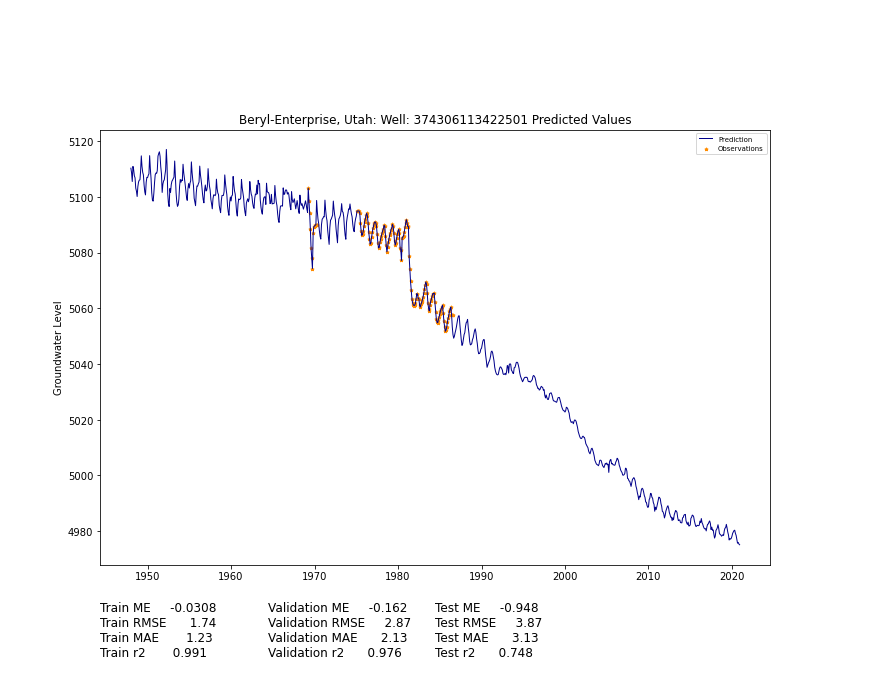 Beryl-Enterprise, Utah: Well: 374306113422501 Predicted Values
Prediction
Observations
Groundwater Level
5120
5100
5080
5060
5040
5020
5000
4980
1950 1960 1970 1980 1990 2000 2010 2020
Train ME -0.0308 Validation ME -0.162 Test ME -0.948
Train RMSE 1.74 Validation RMSE 2.87 Test RMSE 3.87
Train MAE 1.23 Validation MAE 2.13 Test MAE 3.13
Train r2 0.991 Validation r2 0.976 Test r2 0.748